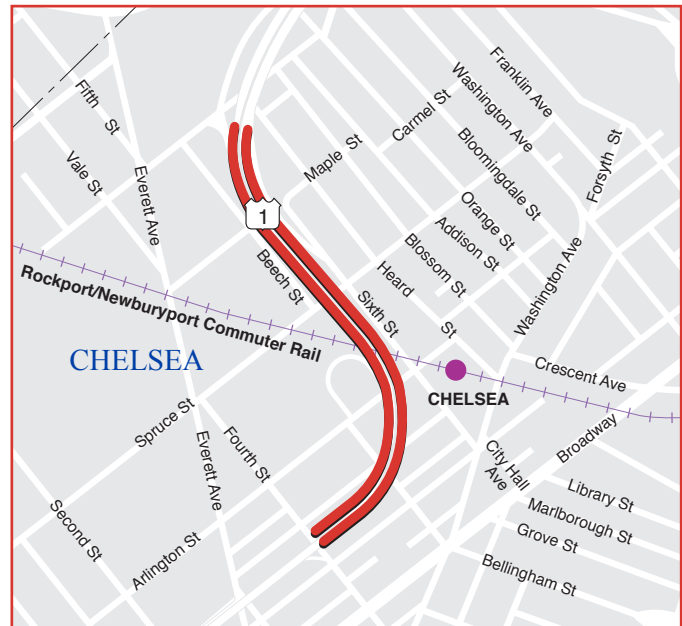 Franklin Ave
Washington Ave
Fifth St
Carmel St
Forsyth St
Maple St
Bloomingdale St
Vale St
Everett Ave
Orange St
Addison St
1
Blossom St
Washington Ave
Beech St
Heard St
Sixth St
Rockport/Newburyport Commuter Rail
CHELSEA
Crescent Ave
CHELSEA
Spruce St
Fourth St
Broadway
Everett Ave
City Hall
Ave
Library St
Second St
Marlborough St
Arlington St
Grove St
Bellingham St